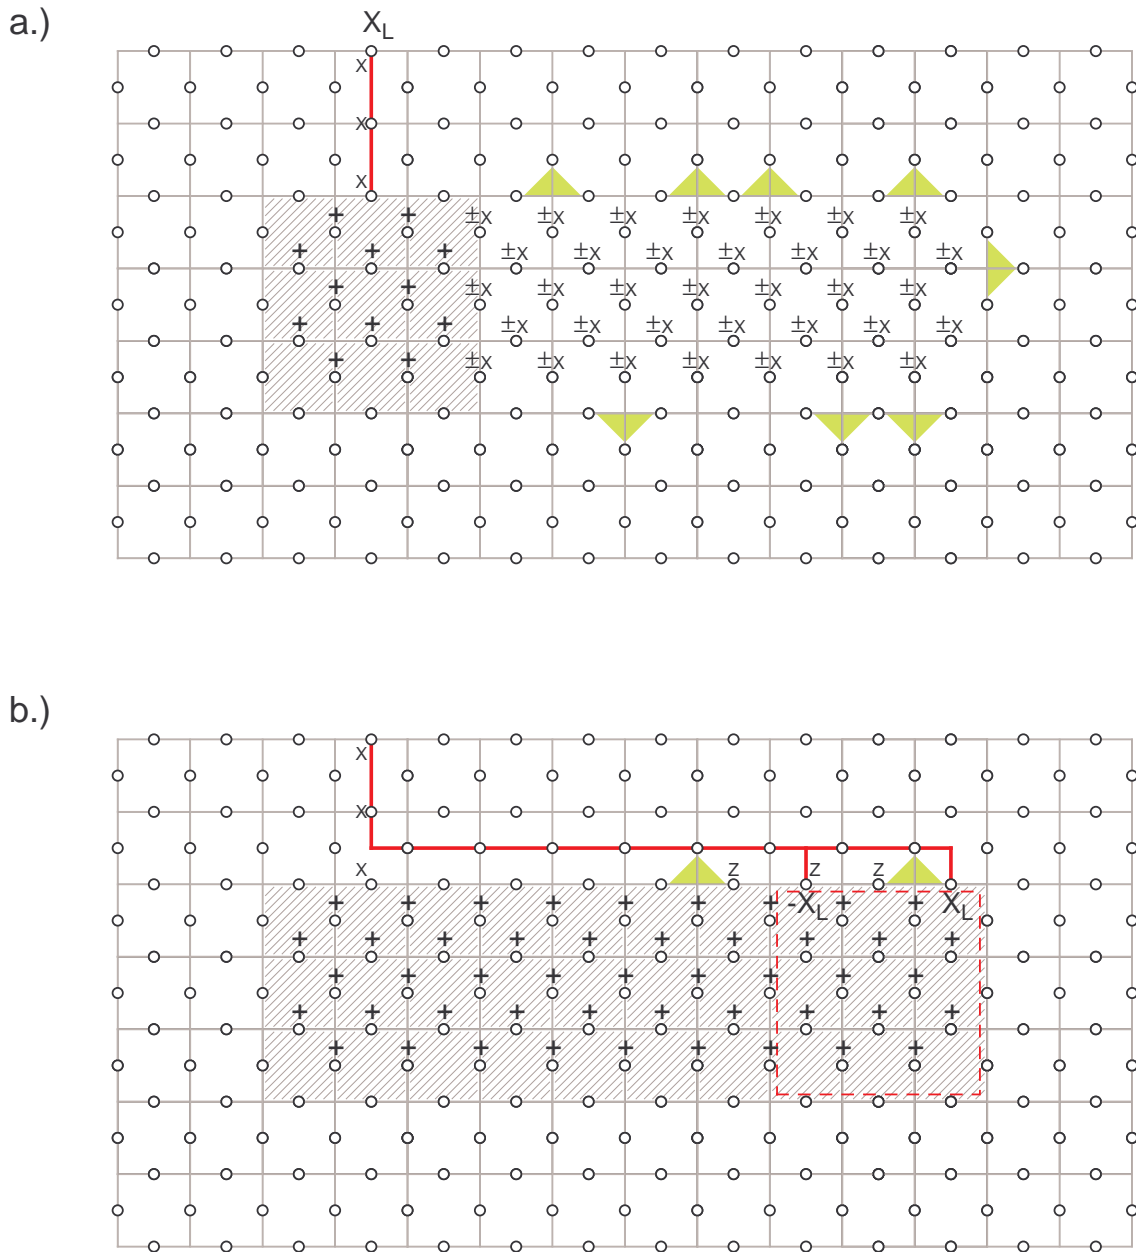 a.)
X_L
X
X
X
+ + ±X ±X ±X ±X ±X ±X ±X
+ + + ±X ±X ±X ±X ±X ±X ±X
+ + ±X ±X ±X ±X ±X ±X ±X
+ + + ±X ±X ±X ±X ±X ±X ±X
+ + ±X ±X ±X ±X ±X ±X ±X
b.)
X
X
X Z Z Z
+ + + + + + + -X_L + + X_L
+ + + + + + + + + +
+ + + + + + + + +
+ + + + + + + + + +
+ + + + + + + + +